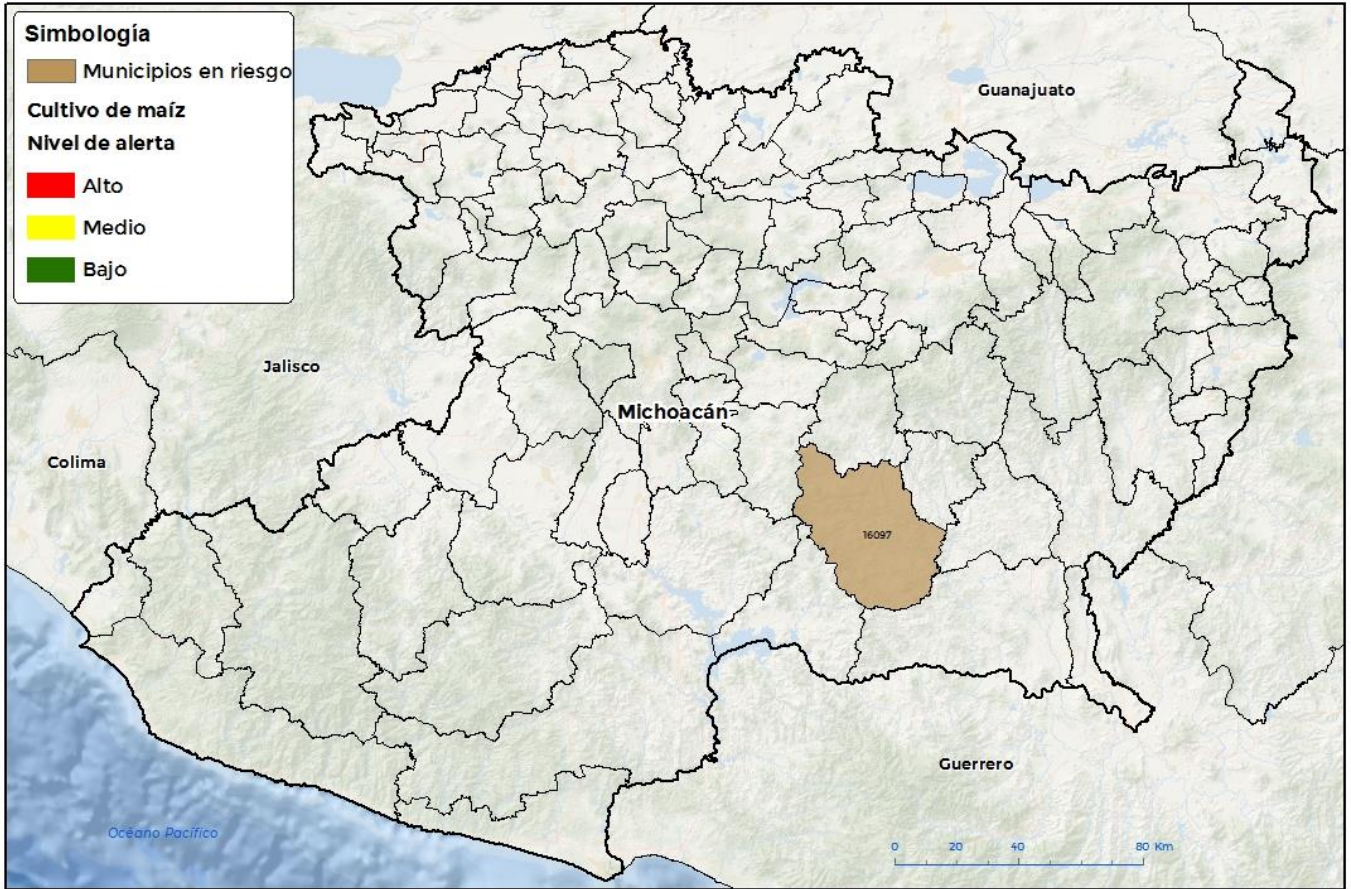 Simbología
Municipios en riesgo
Cultivo de maíz
Nivel de alerta
Alto
Medio
Bajo
Guanajuato
Jalisco
Michoacán
Colima
16097
Guerrero
Océano Pacífico
0 20 40 80 Km